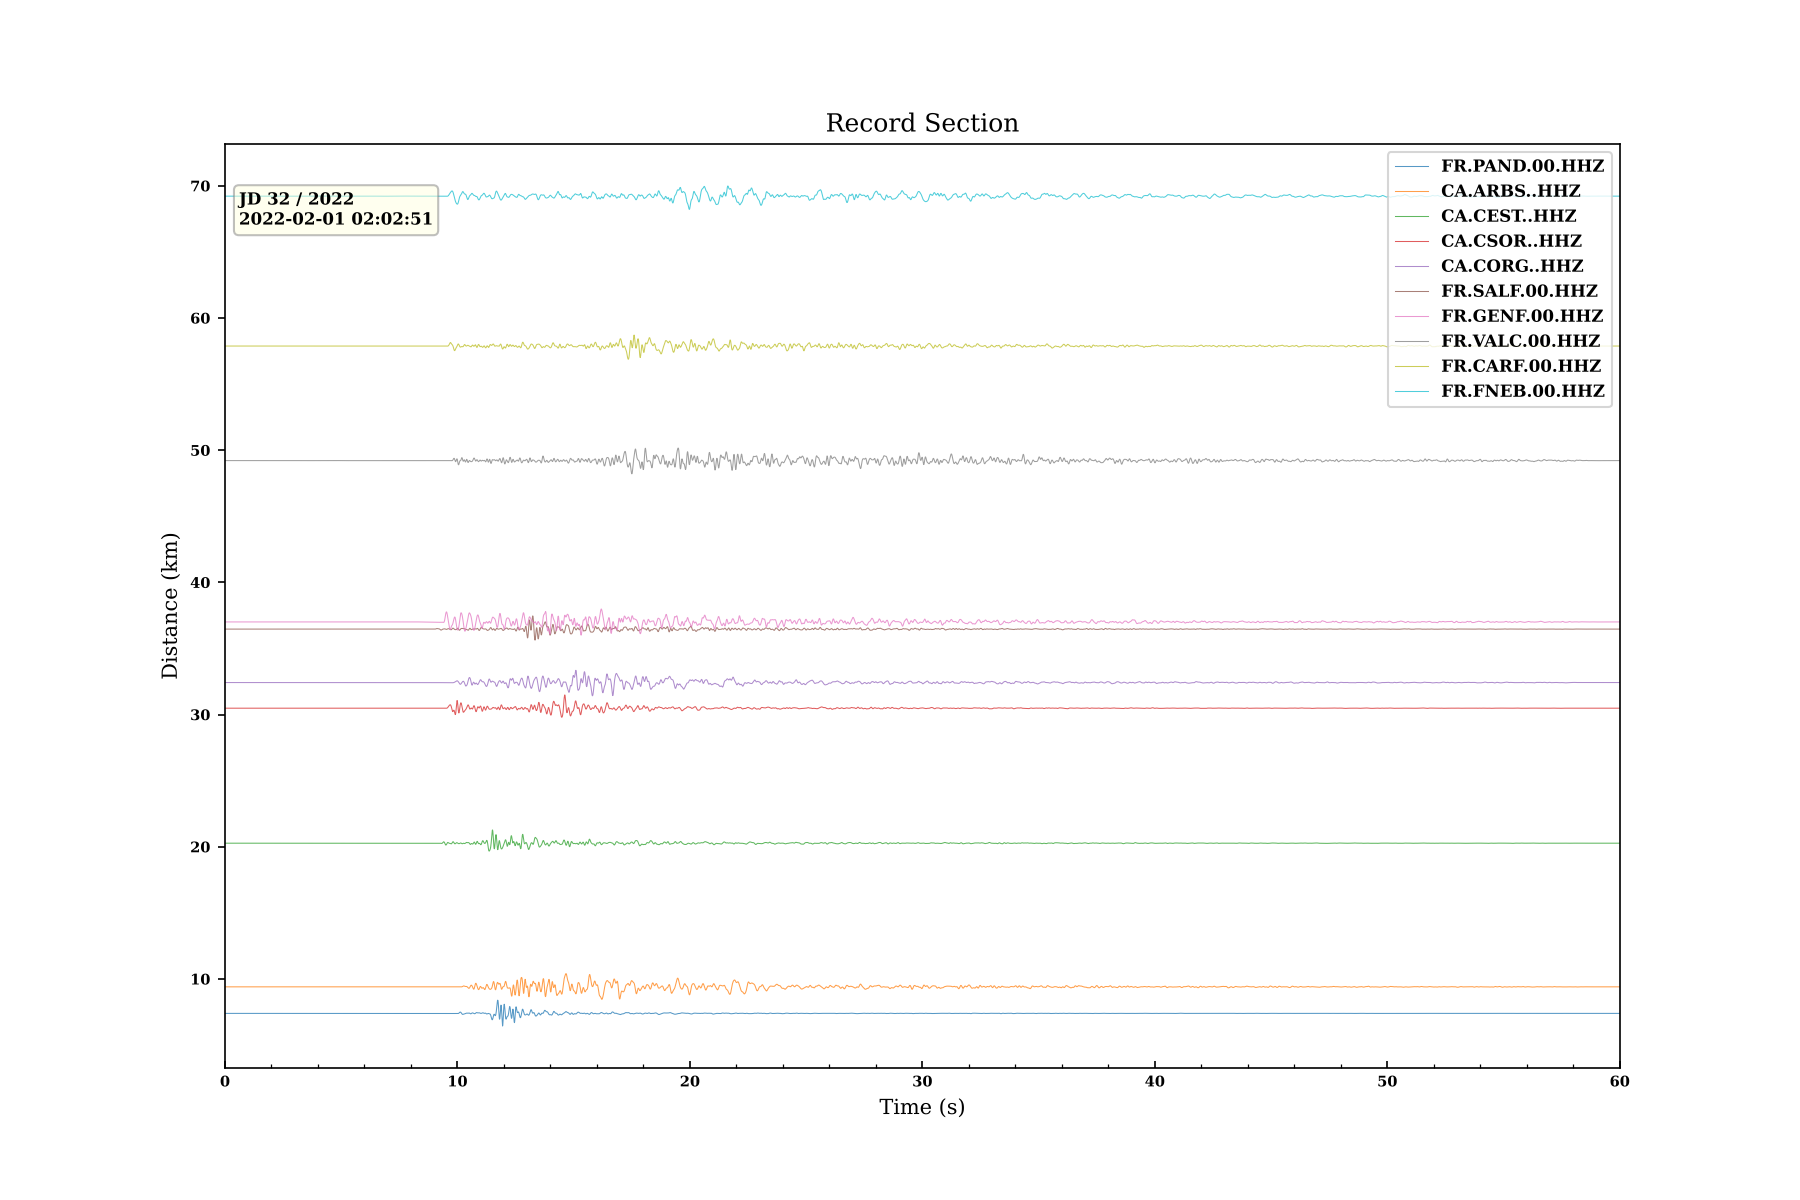 Record Section
JD 32 / 2022
2022-02-01 02:02:51
FR.PAND.00.HHZ
CA.ARBS..HHZ
CA.CEST..HHZ
CA.CSOR..HHZ
CA.CORG..HHZ
FR.SALF.00.HHZ
FR.GENF.00.HHZ
FR.VALC.00.HHZ
FR.CARF.00.HHZ
FR.FNEB.00.HHZ
Distance (km)
70
60
50
40
30
20
10
0 10 20 30 40 50 60
Time (s)